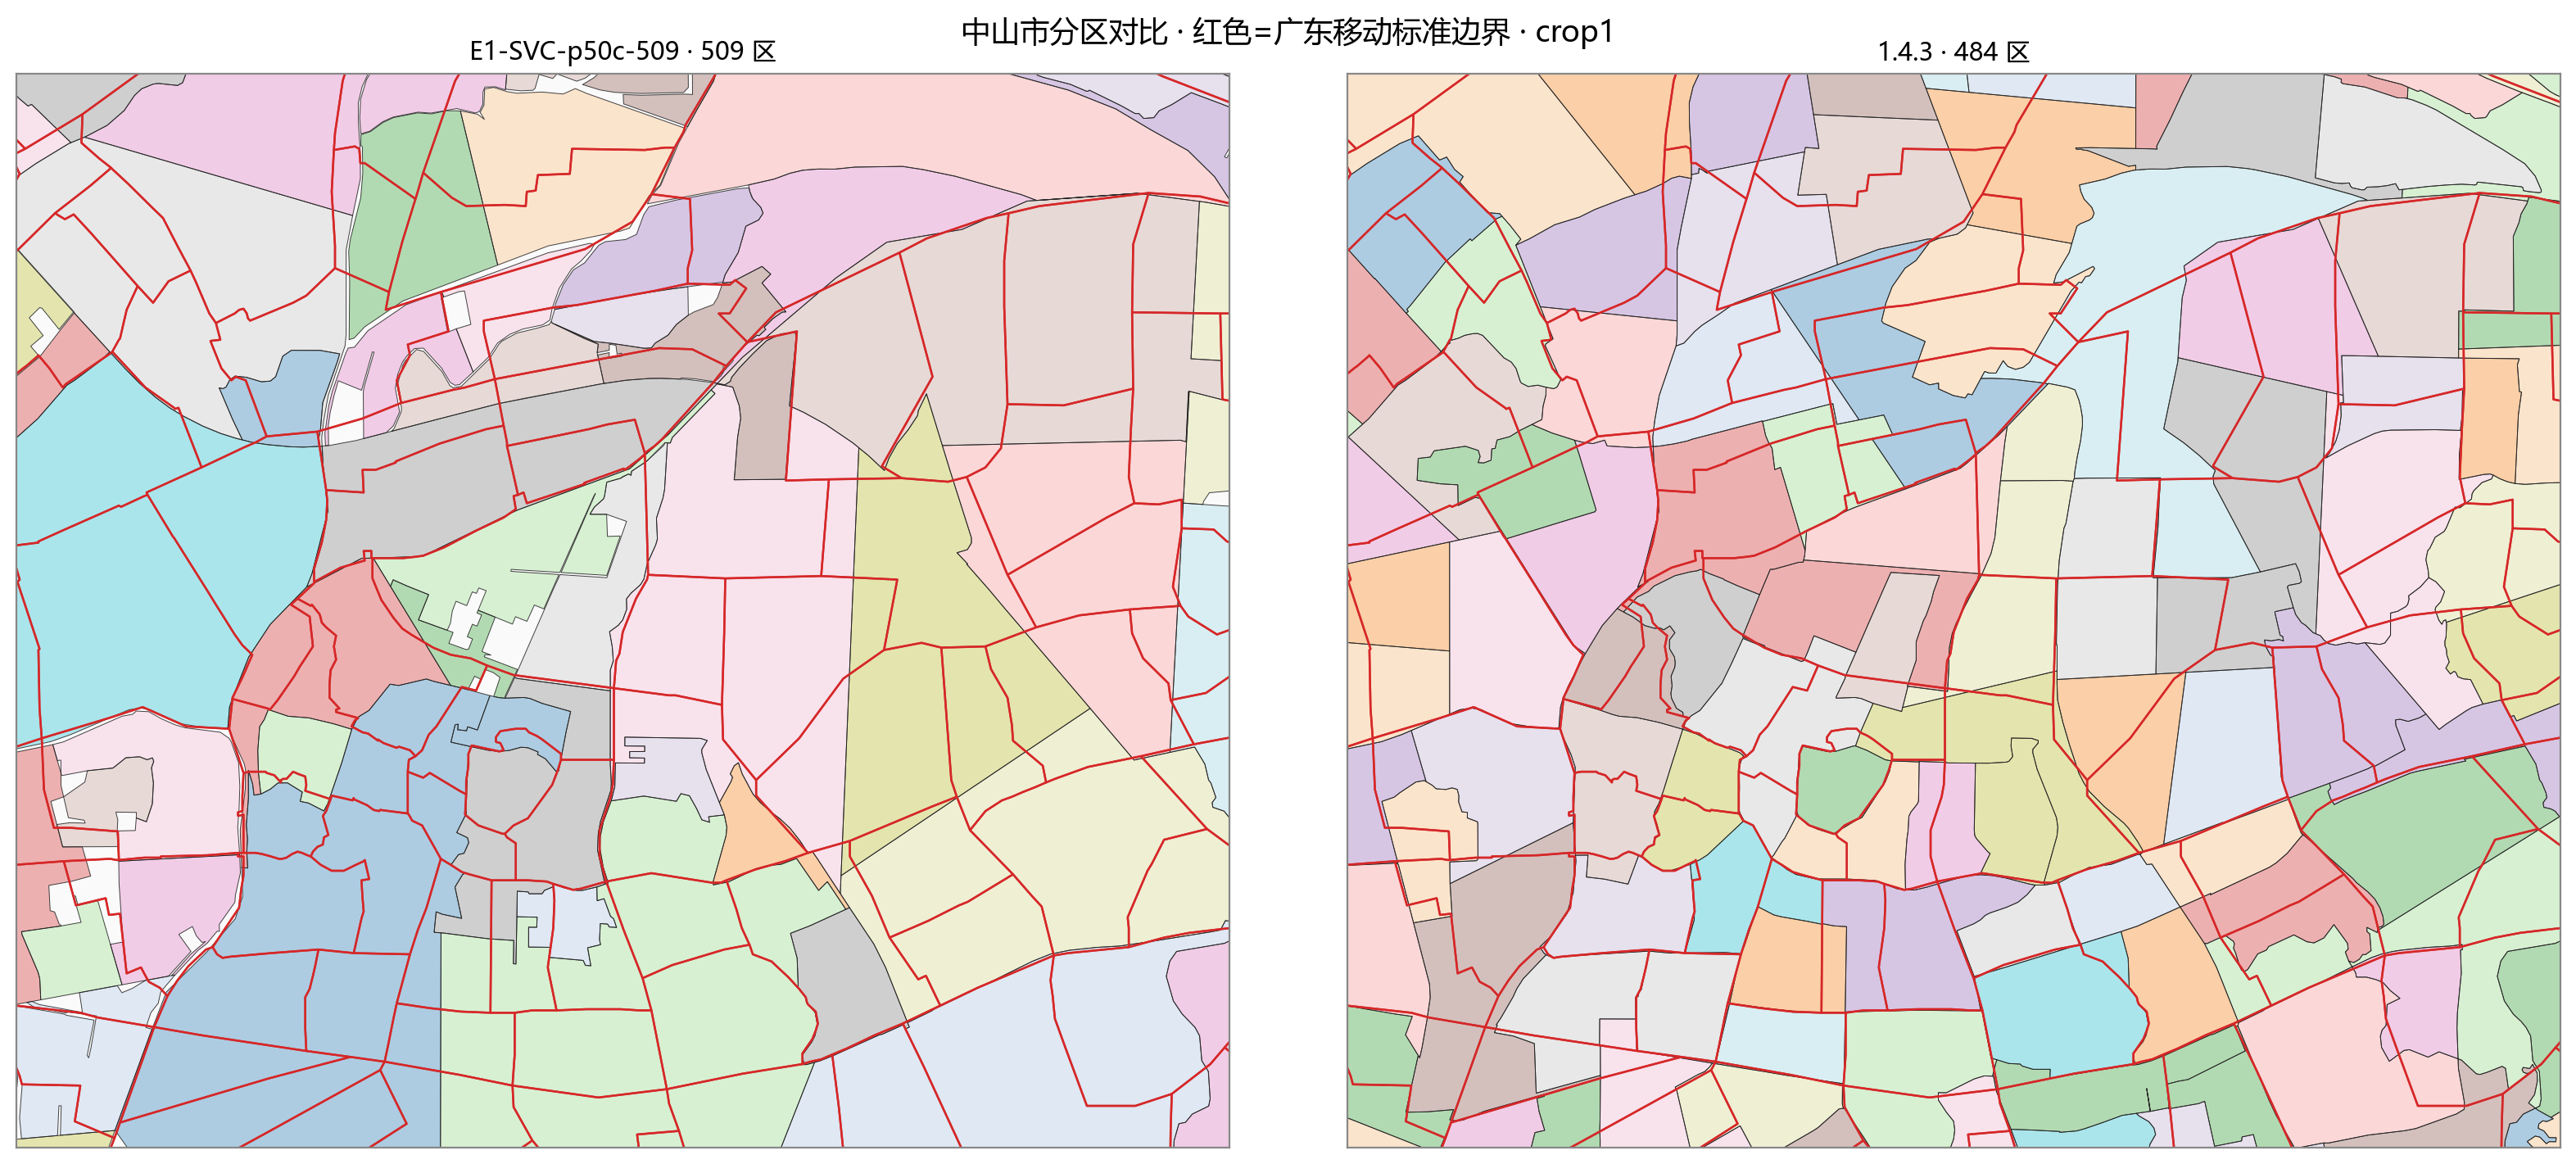 中山市分区对比 · 红色=广东移动标准边界 · crop1
E1-SVC-p50c-509 · 509 区
1.4.3 · 484 区